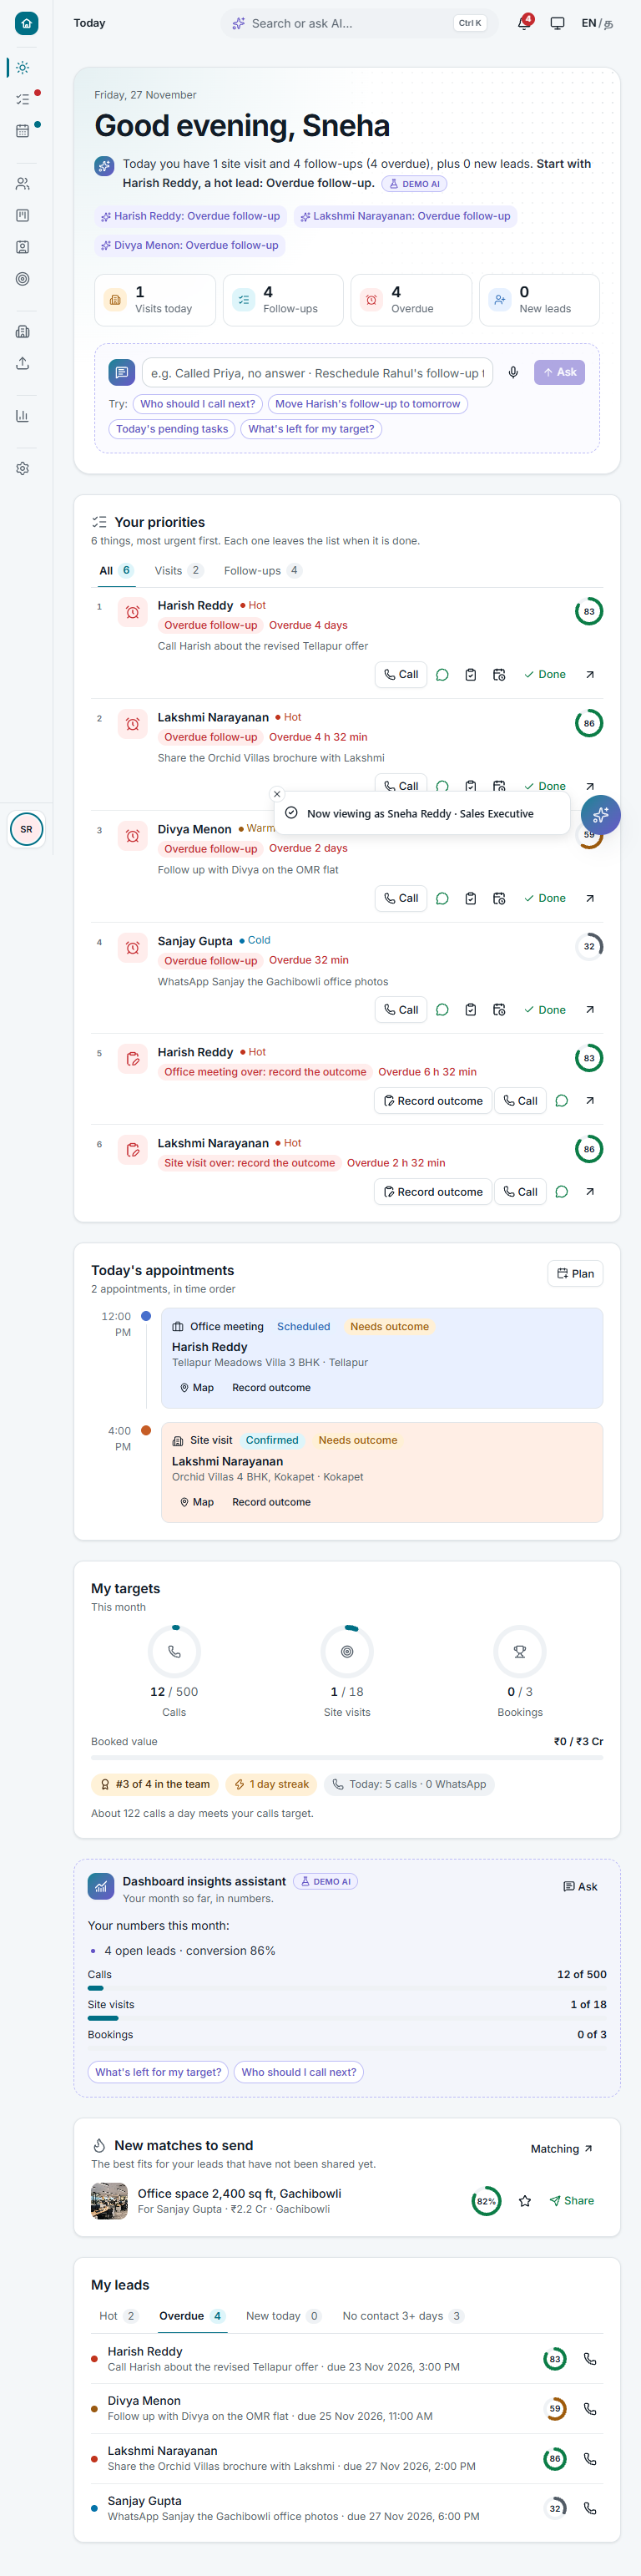 Today
Search or ask AI...
Ctrl K
4
EN / த
Friday, 27 November
Good evening, Sneha
Today you have 1 site visit and 4 follow-ups (4 overdue), plus 0 new leads. Start with
Harish Reddy, a hot lead: Overdue follow-up. DEMO AI
Harish Reddy: Overdue follow-up
Lakshmi Narayanan: Overdue follow-up
Divya Menon: Overdue follow-up
1
Visits today
4
Follow-ups
4
Overdue
0
New leads
e.g. Called Priya, no answer · Reschedule Rahul's follow-up t
Ask
Try: Who should I call next? Move Harish's follow-up to tomorrow
Today's pending tasks What's left for my target?
Your priorities
6 things, most urgent first. Each one leaves the list when it is done.
All 6 Visits 2 Follow-ups 4
1 Harish Reddy Hot 83
Overdue follow-up Overdue 4 days
Call Harish about the revised Tellapur offer
Call Done
2 Lakshmi Narayanan Hot 86
Overdue follow-up Overdue 4 h 32 min
Share the Orchid Villas brochure with Lakshmi
Call Done
Now viewing as Sneha Reddy · Sales Executive
SR
3 Divya Menon Warm 59
Overdue follow-up Overdue 2 days
Follow up with Divya on the OMR flat
Call Done
4 Sanjay Gupta Cold 32
Overdue follow-up Overdue 32 min
WhatsApp Sanjay the Gachibowli office photos
Call Done
5 Harish Reddy Hot 83
Office meeting over: record the outcome Overdue 6 h 32 min
Record outcome Call
6 Lakshmi Narayanan Hot 86
Site visit over: record the outcome Overdue 2 h 32 min
Record outcome Call
Today's appointments
2 appointments, in time order
Plan
12:00 PM
Office meeting Scheduled Needs outcome
Harish Reddy
Tellapur Meadows Villa 3 BHK · Tellapur
Map Record outcome
4:00 PM
Site visit Confirmed Needs outcome
Lakshmi Narayanan
Orchid Villas 4 BHK, Kokapet · Kokapet
Map Record outcome
My targets
This month
12 / 500
Calls
1 / 18
Site visits
0 / 3
Bookings
Booked value ₹0 / ₹3 Cr
#3 of 4 in the team 1 day streak Today: 5 calls · 0 WhatsApp
About 122 calls a day meets your calls target.
Dashboard insights assistant DEMO AI
Your month so far, in numbers.
Ask
Your numbers this month:
• 4 open leads · conversion 86%
Calls 12 of 500
Site visits 1 of 18
Bookings 0 of 3
What's left for my target? Who should I call next?
New matches to send
The best fits for your leads that have not been shared yet.
Matching
Office space 2,400 sq ft, Gachibowli
For Sanjay Gupta · ₹2.2 Cr · Gachibowli
82% Share
My leads
Hot 2 Overdue 4 New today 0 No contact 3+ days 3
Harish Reddy
Call Harish about the revised Tellapur offer · due 23 Nov 2026, 3:00 PM
83
Divya Menon
Follow up with Divya on the OMR flat · due 25 Nov 2026, 11:00 AM
59
Lakshmi Narayanan
Share the Orchid Villas brochure with Lakshmi · due 27 Nov 2026, 2:00 PM
86
Sanjay Gupta
WhatsApp Sanjay the Gachibowli office photos · due 27 Nov 2026, 6:00 PM
32